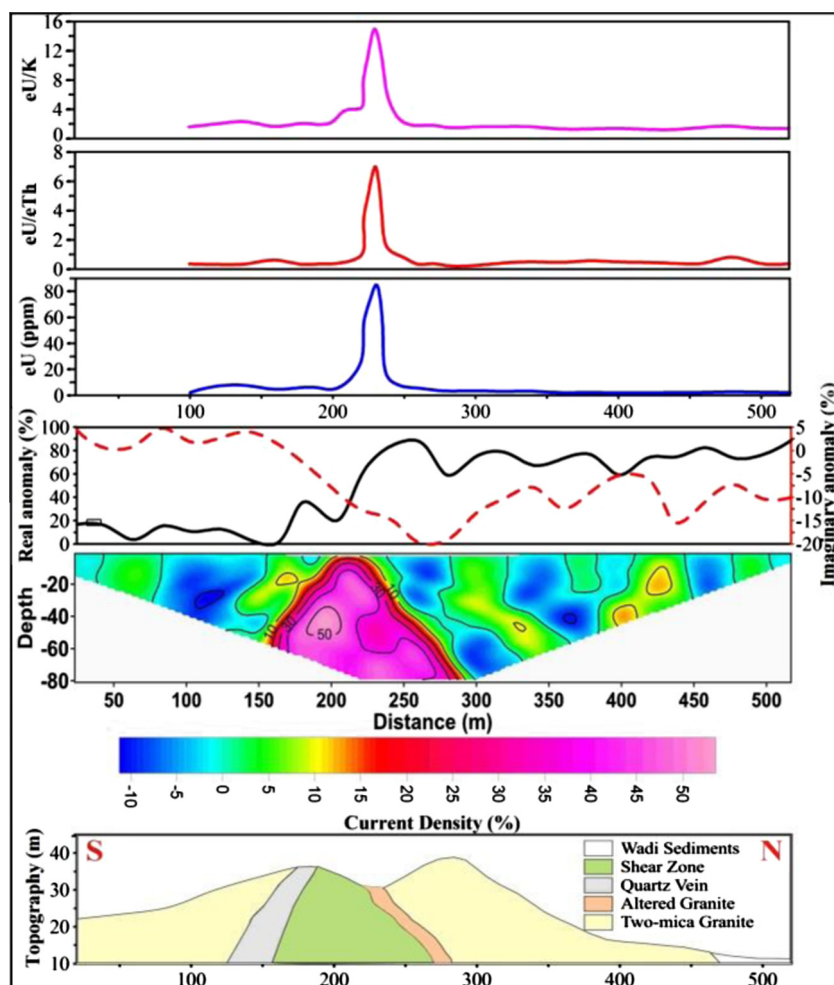 16
12
8
4
0
eU/K
8
6
4
2
0
eU/eTh
80
60
40
20
0
eU (ppm)
100 200 300 400 500
100
80
60
40
20
0
Real anomaly (%)
5
0
-5
-10
-15
-20
Imaginary anomaly (%)
-20
-40
-60
-80
Depth
10
30
50
10
50 100 150 200 250 300 350 400 450 500
Distance (m)
-10 -5 0 5 10 15 20 25 30 35 40 45 50
Current Density (%)
40
30
20
10
Topography (m)
S
N
Wadi Sediments
Shear Zone
Quartz Vein
Altered Granite
Two-mica Granite
100 200 300 400 500